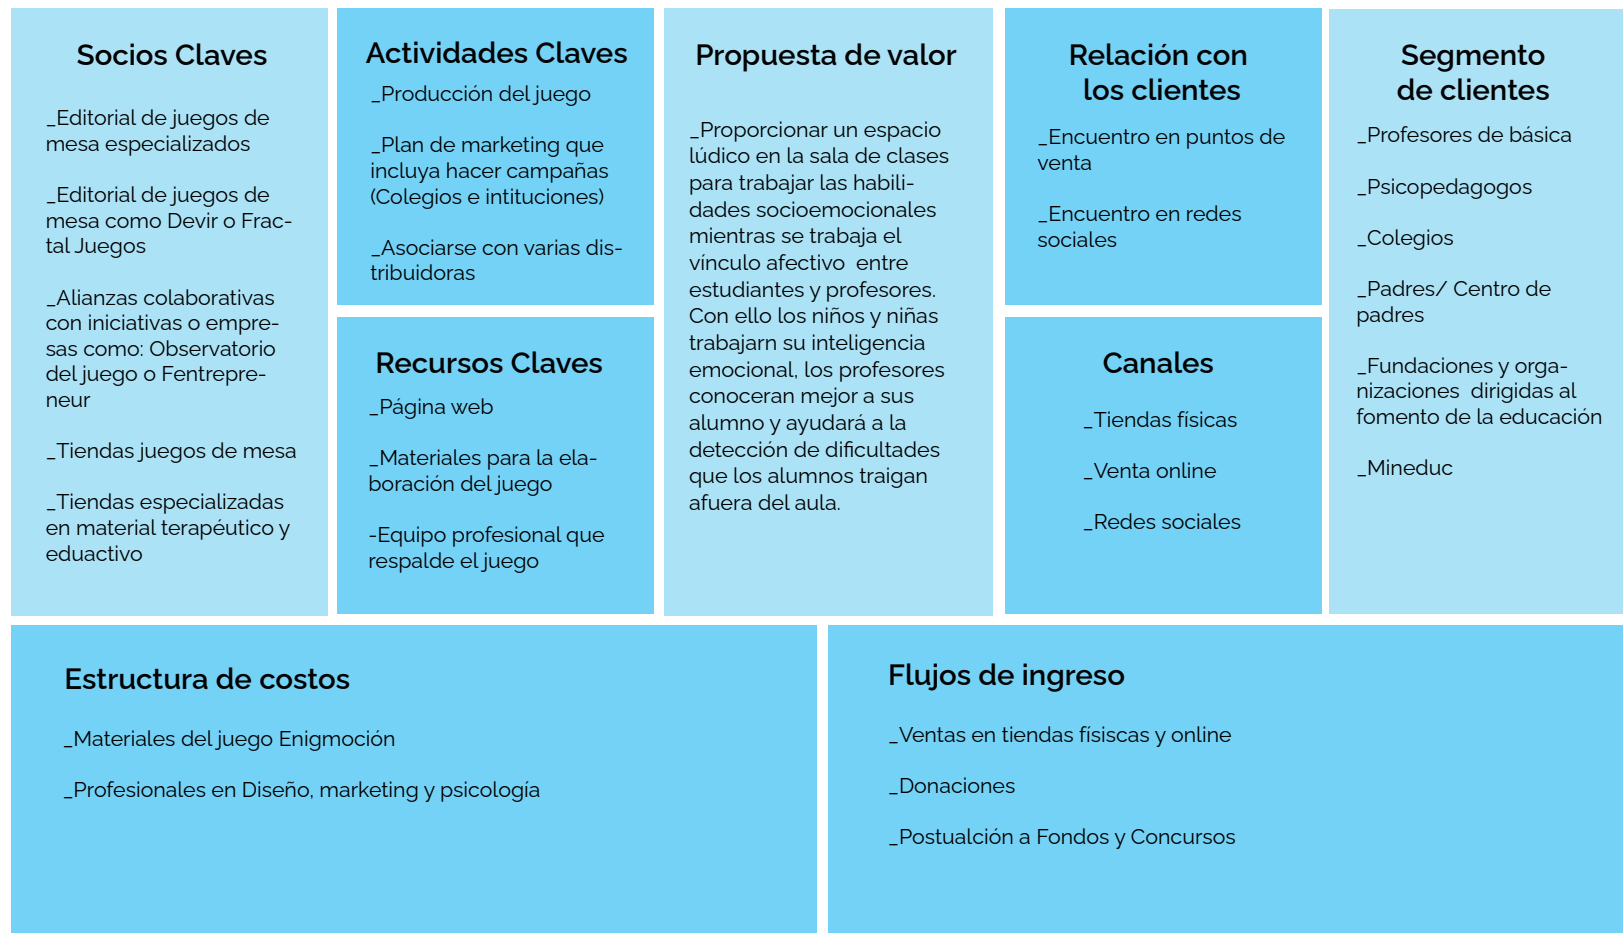 Socios Claves
_Editorial de juegos de
mesa especializados
_Editorial de juegos de
mesa como Devir o Frac-
tal Juegos
_Alianzas colaborativas
con iniciativas o empre-
sas como: Observatorio
del juego o Fentrepre-
neur
_Tiendas juegos de mesa
_Tiendas especializadas
en material terapéutico y
eduactivo
Actividades Claves
_Producción del juego
_Plan de marketing que
incluya hacer campañas
(Colegios e intituciones)
_Asociarse con varias dis-
tribuidoras
Recursos Claves
_Página web
_Materiales para la ela-
boración del juego
-Equipo profesional que
respalde el juego
Propuesta de valor
_Proporcionar un espacio
lúdico en la sala de clases
para trabajar las habili-
dades socioemocionales
mientras se trabaja el
vínculo afectivo  entre
estudiantes y profesores.
Con ello los niños y niñas
trabajarn su inteligencia
emocional, los profesores
conoceran mejor a sus
alumno y ayudará a la
detección de dificultades
que los alumnos traigan
afuera del aula.
Relación con
los clientes
_Encuentro en puntos de
venta
_Encuentro en redes
sociales
Canales
_Tiendas físicas
_Venta online
_Redes sociales
Segmento
de clientes
_Profesores de básica
_Psicopedagogos
_Colegios
_Padres/ Centro de
padres
_Fundaciones y orga-
nizaciones  dirigidas al
fomento de la educación
_Mineduc
Estructura de costos
_Materiales del juego Enigmoción
_Profesionales en Diseño, marketing y psicología
Flujos de ingreso
_Ventas en tiendas físiscas y online
_Donaciones
_Postualción a Fondos y Concursos